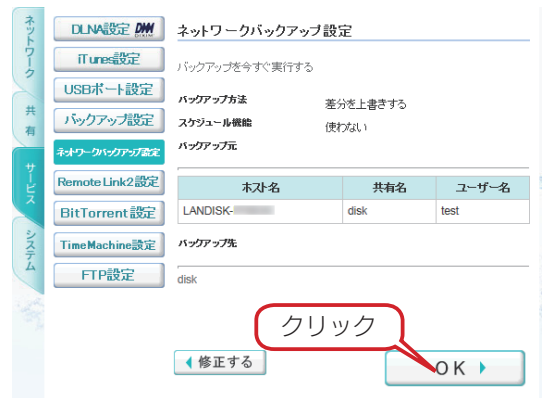 ネットワーク
共有
サービス
システム
DLNA設定
iTunes設定
USBポート設定
バックアップ設定
ネットワークバックアップ設定
Remote Link2設定
BitTorrent設定
TimeMachine設定
FTP設定
ネットワークバックアップ設定
バックアップを今すぐ実行する
バックアップ方法 差分を上書きする
スケジュール機能 使わない
バックアップ元
ホスト名 共有名 ユーザー名
LANDISK- disk test
バックアップ先
disk
クリック
修正する
OK